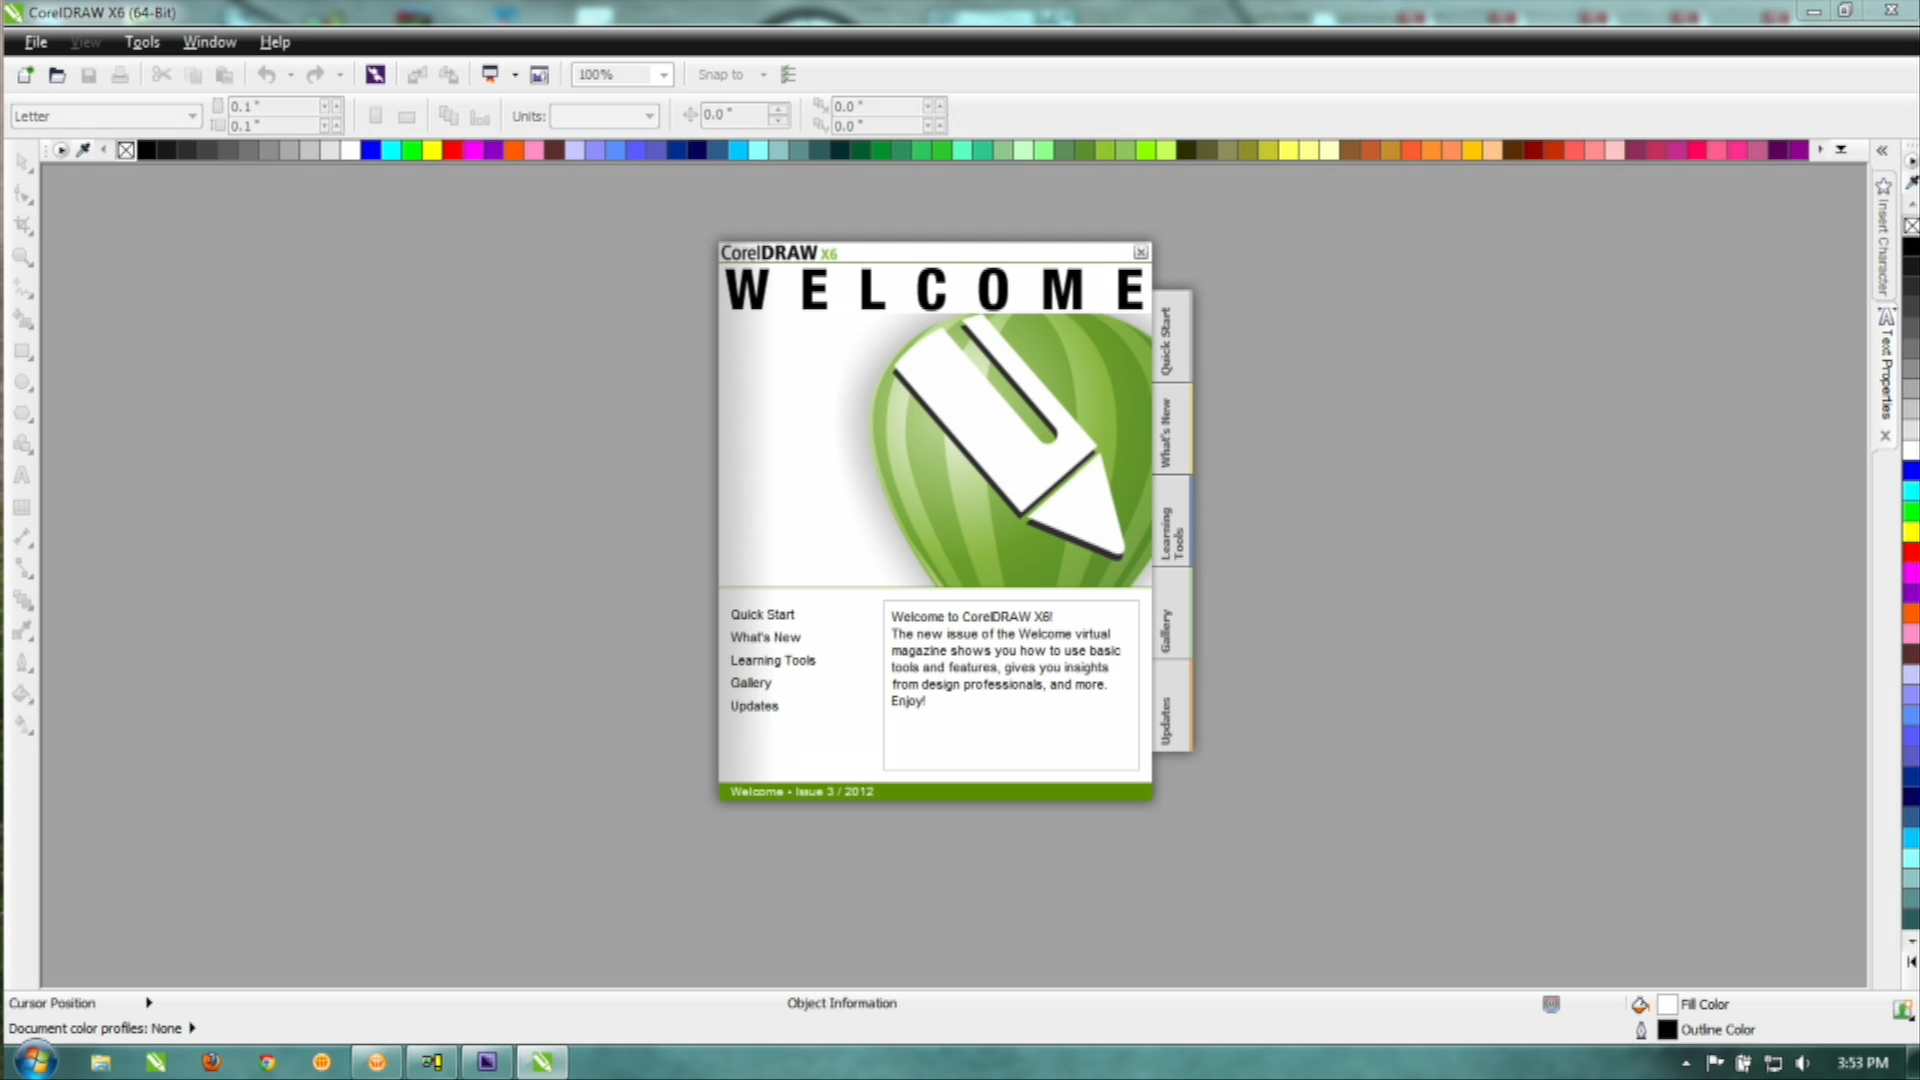 CorelDRAW X6 (64-Bit)
File View Tools Window Help
100% Snap to
Letter 0.1 " 0.1 " Units: 0.0 " 0.0 " 0.0 "
CorelDRAW X6
WELCOME
Quick Start
What's New
Learning Tools
Gallery
Updates
Quick Start
What's New
Learning Tools
Gallery
Updates
Welcome to CorelDRAW X6!
The new issue of the Welcome virtual
magazine shows you how to use basic
tools and features, gives you insights
from design professionals, and more.
Enjoy!
Welcome • Issue 3 / 2012
Insert Character
Text Properties
Cursor Position
Object Information
Fill Color
Document color profiles: None
Outline Color
3:53 PM